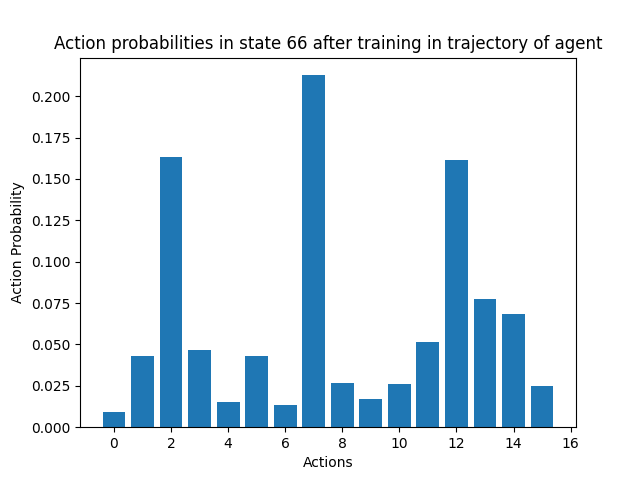 Action probabilities in state 66 after training in trajectory of agent
0.200
0.175
0.150
0.125
0.100
0.075
0.050
0.025
0.000
Action Probability
0 2 4 6 8 10 12 14 16
Actions